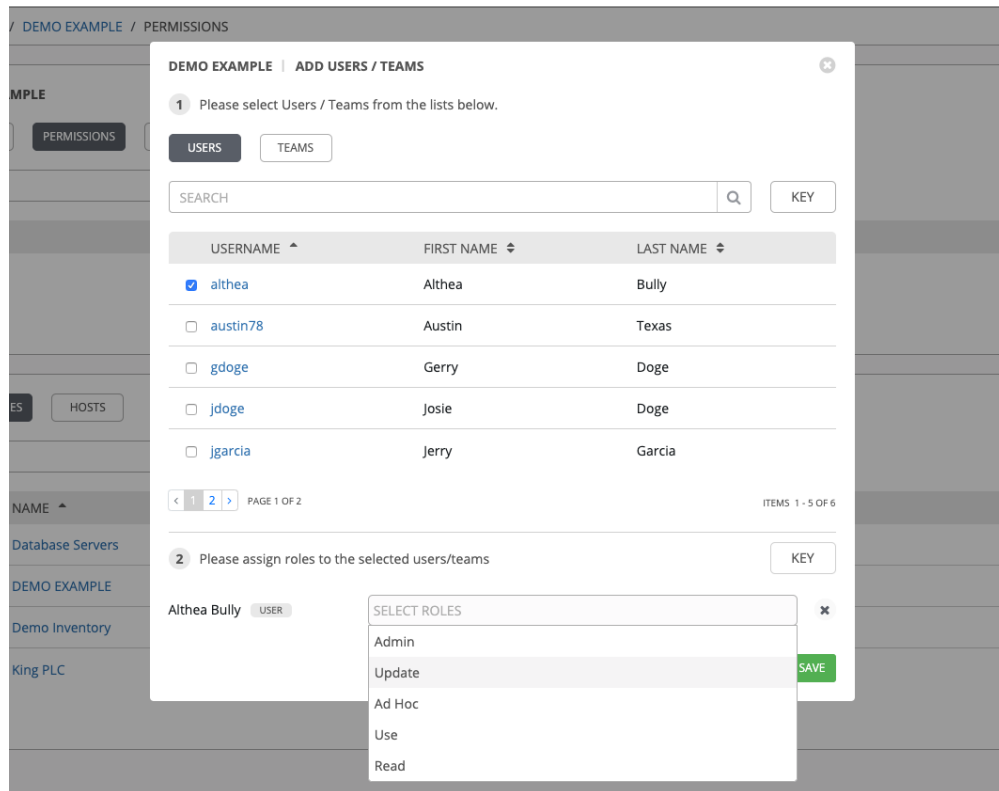 / DEMO EXAMPLE / PERMISSIONS
DEMO EXAMPLE | ADD USERS / TEAMS
1 Please select Users / Teams from the lists below.
PERMISSIONS
USERS TEAMS
SEARCH KEY
USERNAME FIRST NAME LAST NAME
althea Althea Bully
austin78 Austin Texas
gdoge Gerry Doge
jdoge Josie Doge
HOSTS
jgarcia Jerry Garcia
< 1 2 > PAGE 1 OF 2 ITEMS 1 - 5 OF 6
NAME
Database Servers
DEMO EXAMPLE
Demo Inventory
King PLC
2 Please assign roles to the selected users/teams KEY
Althea Bully USER SELECT ROLES
Admin
Update
Ad Hoc
Use
Read
SAVE